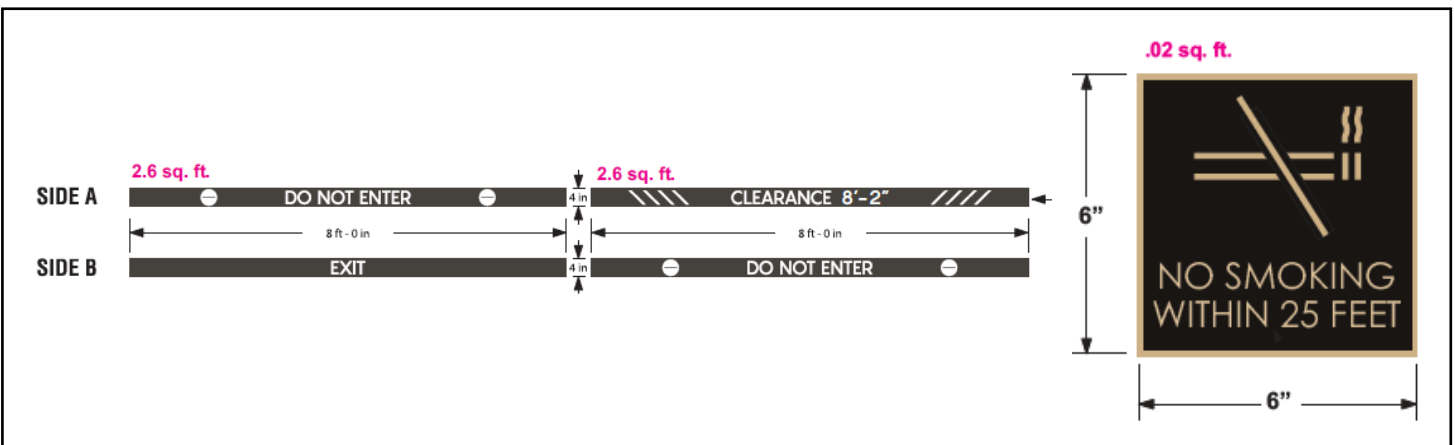 .02 sq. ft.
2.6 sq. ft.
2.6 sq. ft.
SIDE A
DO NOT ENTER
4 in
CLEARANCE 8'-2"
6"
8 ft - 0 in
8 ft - 0 in
SIDE B
EXIT
4 in
DO NOT ENTER
NO SMOKING
WITHIN 25 FEET
6"